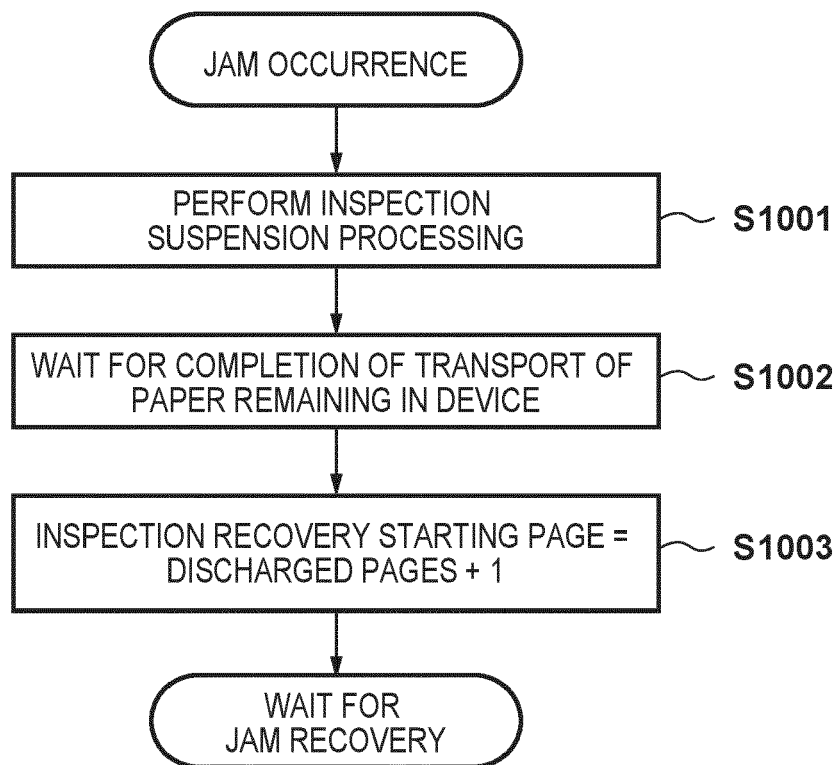 JAM OCCURRENCE
PERFORM INSPECTION
SUSPENSION PROCESSING
S1001
WAIT FOR COMPLETION OF TRANSPORT OF
PAPER REMAINING IN DEVICE
S1002
INSPECTION RECOVERY STARTING PAGE =
DISCHARGED PAGES + 1
S1003
WAIT FOR
JAM RECOVERY